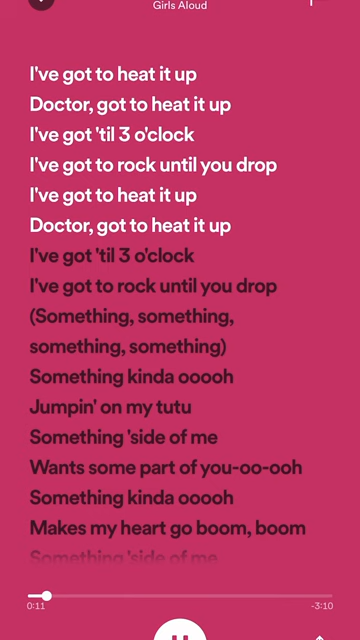 Girls Aloud
I've got to heat it up
Doctor, got to heat it up
I've got 'til 3 o'clock
I've got to rock until you drop
I've got to heat it up
Doctor, got to heat it up
I've got 'til 3 o'clock
I've got to rock until you drop
(Something, something,
something, something)
Something kinda ooooh
Jumpin' on my tutu
Something 'side of me
Wants some part of you-oo-ooh
Something kinda ooooh
Makes my heart go boom, boom
Something 'side of me
0:11
-3:10